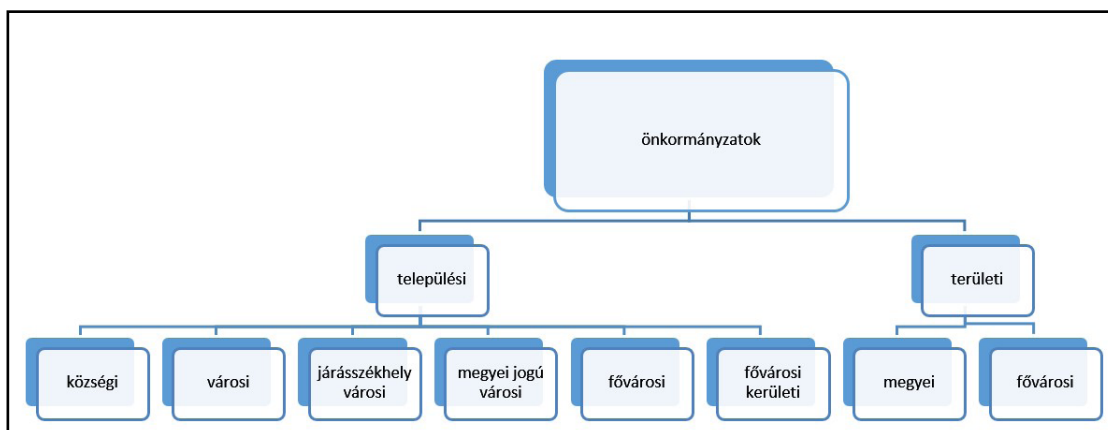 önkormányzatok
települési
területi
községi
városi
járásszékhely
városi
megyei jogú
városi
fővárosi
fővárosi
kerületi
megyei
fővárosi